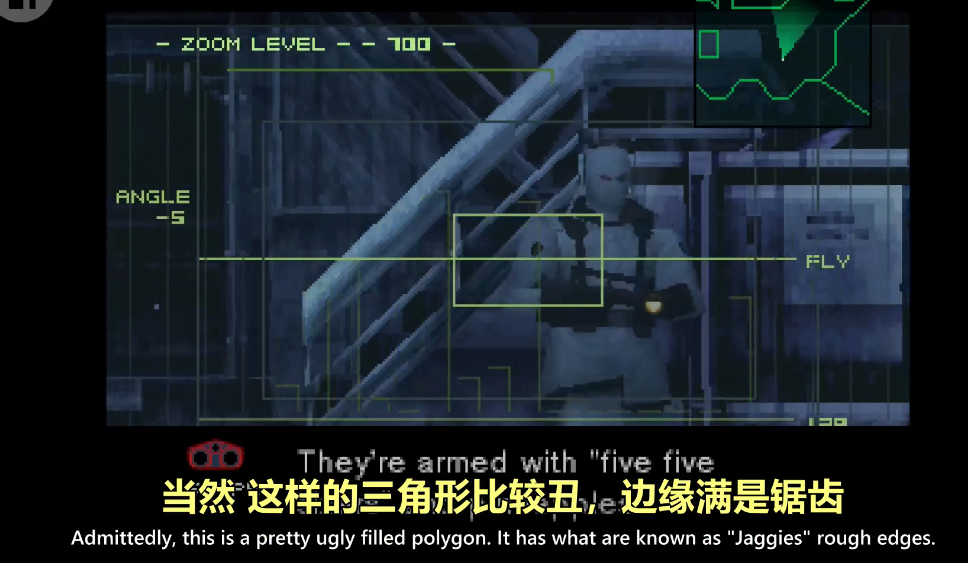 - ZOOM LEVEL - - 700 -
ANGLE
-5
FLY
They're armed with "five five
当然 这样的三角形比较丑，边缘满是锯齿
Admittedly, this is a pretty ugly filled polygon. It has what are known as "Jaggies" rough edges.